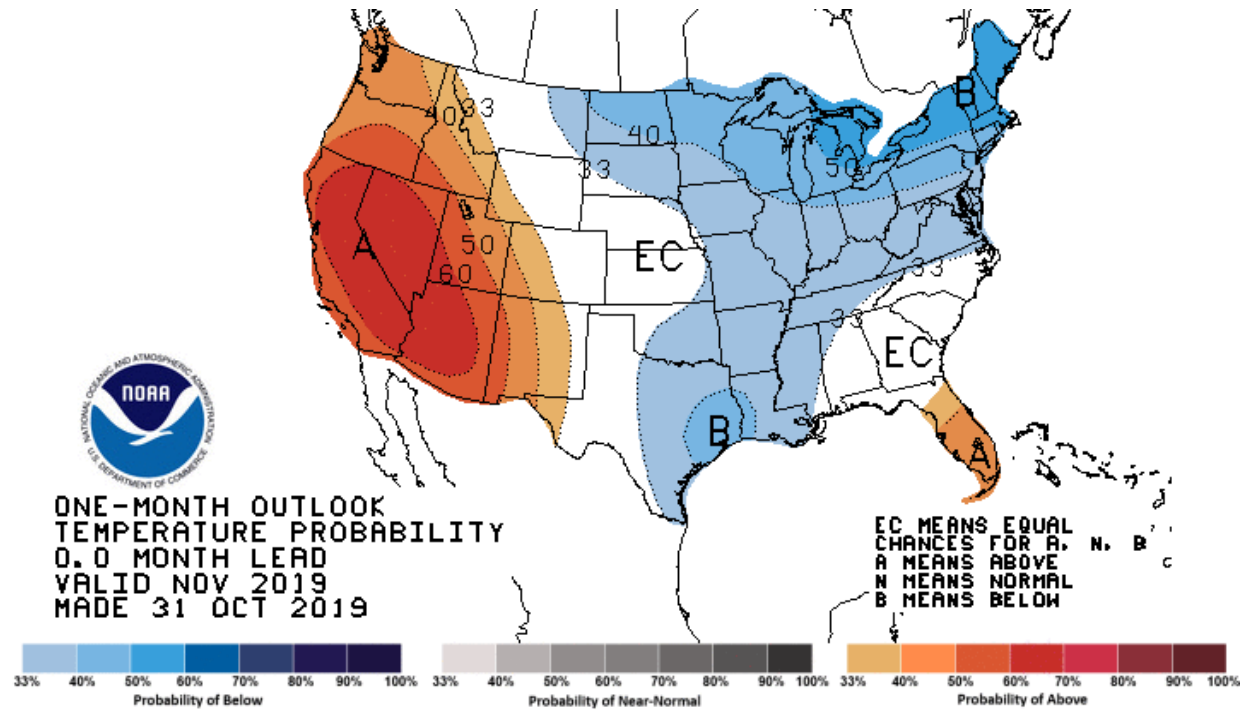 B
40
33
40
50
33
A
50
EC
60
33
33
EC
B
A
NOAA
NATIONAL OCEANIC AND ATMOSPHERIC ADMINISTRATION
U.S. DEPARTMENT OF COMMERCE
ONE-MONTH OUTLOOK
TEMPERATURE PROBABILITY
0.0 MONTH LEAD
VALID NOV 2019
MADE 31 OCT 2019
EC MEANS EQUAL
CHANCES FOR A, N, B
A MEANS ABOVE
N MEANS NORMAL
B MEANS BELOW
33% 40% 50% 60% 70% 80% 90% 100%
Probability of Below
33% 40% 50% 60% 70% 80% 90% 100%
Probability of Near-Normal
33% 40% 50% 60% 70% 80% 90% 100%
Probability of Above